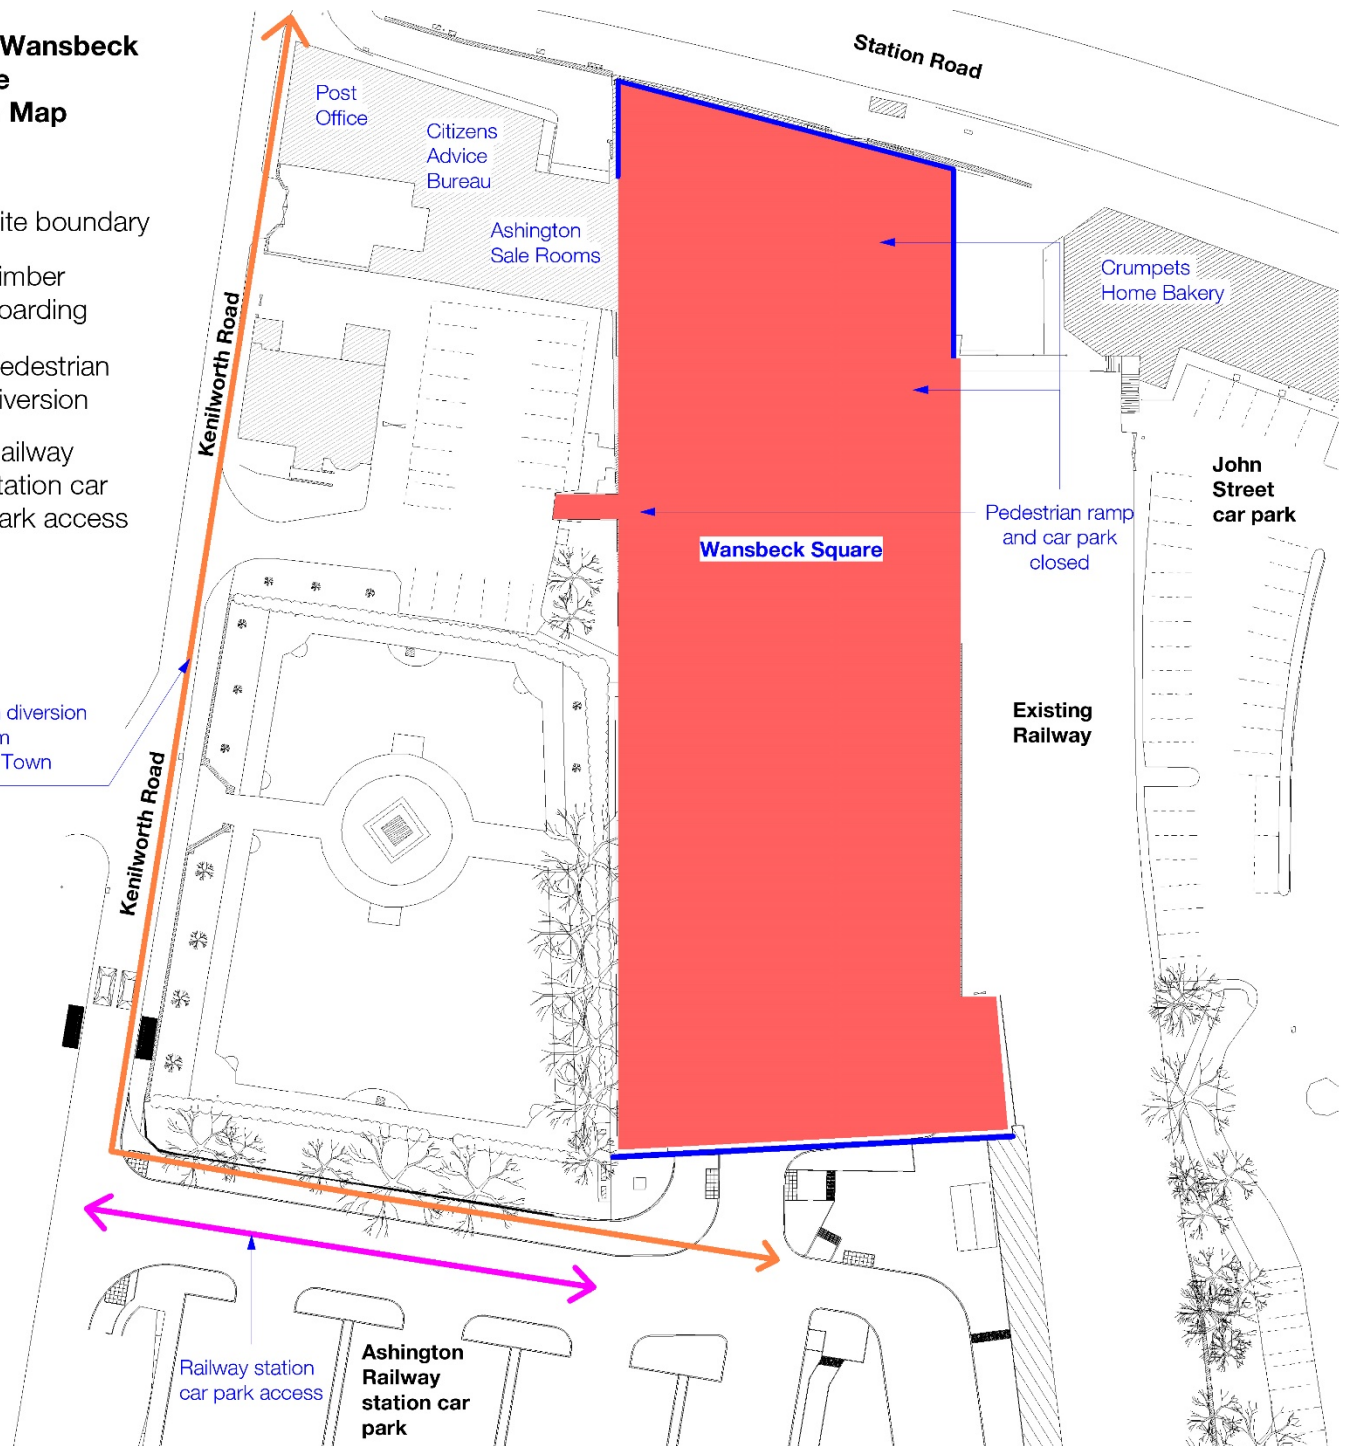 Wansbeck
e
Map
ite boundary
imber
oarding
edestrian
iversion
ailway
tation car
ark access
diversion
m
Town
Station Road
Post
Office
Citizens
Advice
Bureau
Ashington
Sale Rooms
Crumpets
Home Bakery
Kenilworth Road
John
Street
car park
Pedestrian ramp
and car park
closed
Wansbeck Square
Existing
Railway
Kenilworth Road
Railway station
car park access
Ashington
Railway
station car
park